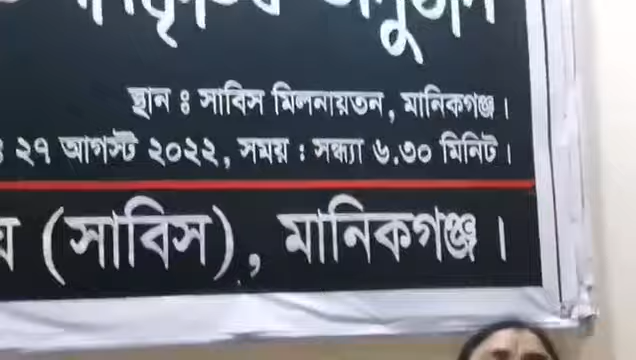 স্থান ঃ সাবিস মিলনায়তন, মানিকগঞ্জ।
২৭ আগস্ট ২০২২, সময় : সন্ধ্যা ৬.৩০ মিনিট।
(সাবিস), মানিকগঞ্জ।